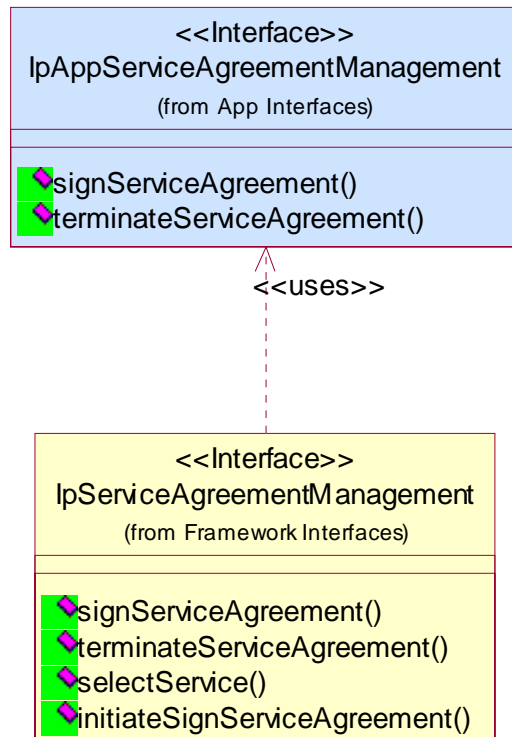 <<Interface>>
IpAppServiceAgreementManagement
(from App Interfaces)
signServiceAgreement()
terminateServiceAgreement()
<<uses>>
<<Interface>>
IpServiceAgreementManagement
(from Framework Interfaces)
signServiceAgreement()
terminateServiceAgreement()
selectService()
initiateSignServiceAgreement()